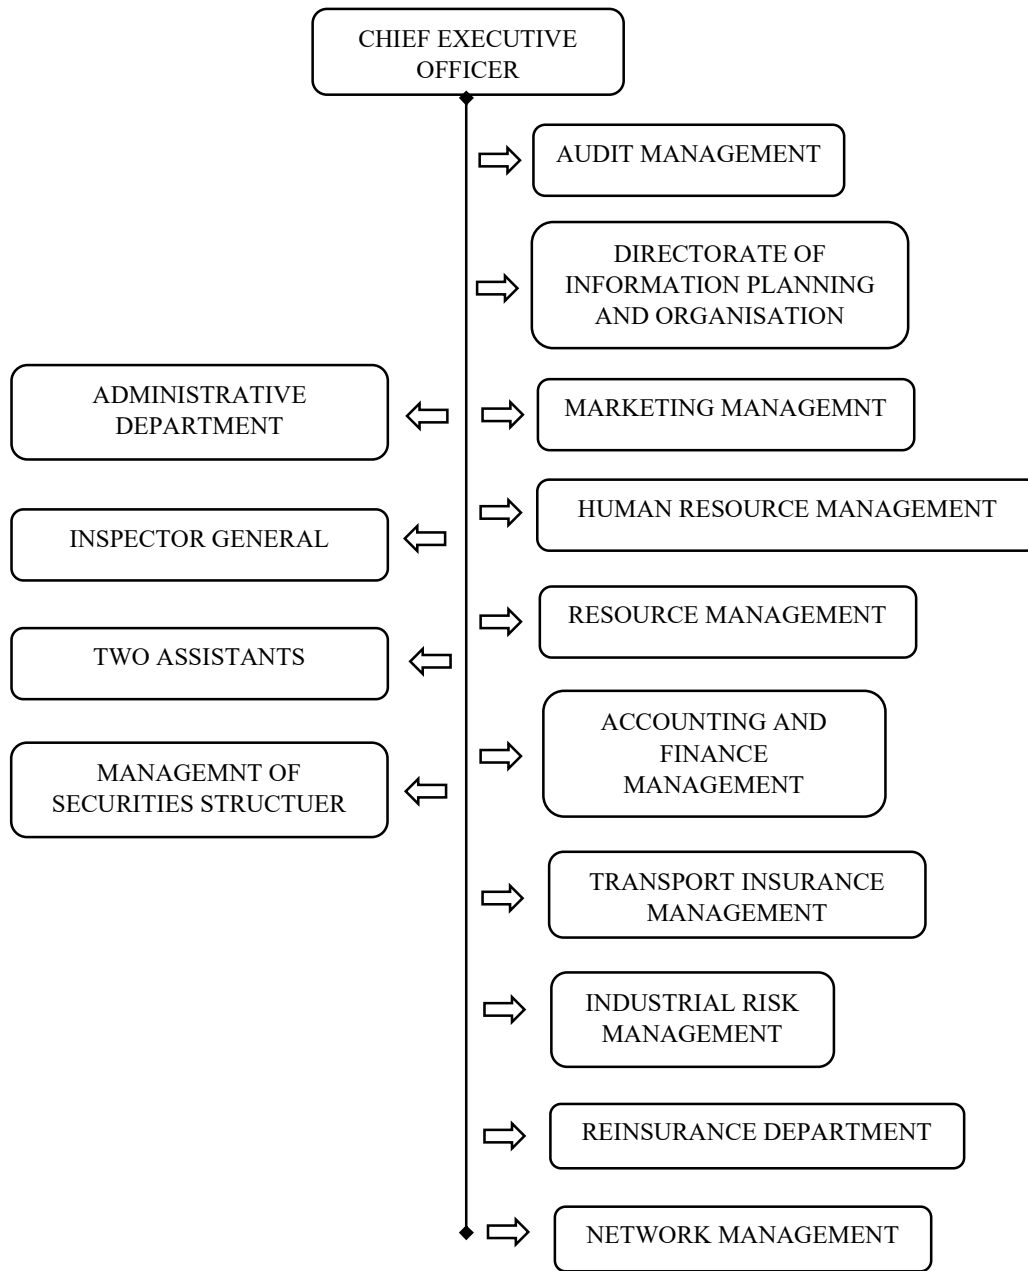 CHIEF EXECUTIVE
OFFICER
AUDIT MANAGEMENT
DIRECTORATE OF
INFORMATION PLANNING
AND ORGANISATION
ADMINISTRATIVE
DEPARTMENT
MARKETING MANAGEMNT
HUMAN RESOURCE MANAGEMENT
INSPECTOR GENERAL
RESOURCE MANAGEMENT
TWO ASSISTANTS
ACCOUNTING AND
FINANCE
MANAGEMENT
MANAGEMNT OF
SECURITIES STRUCTUER
TRANSPORT INSURANCE
MANAGEMENT
INDUSTRIAL RISK
MANAGEMENT
REINSURANCE DEPARTMENT
NETWORK MANAGEMENT